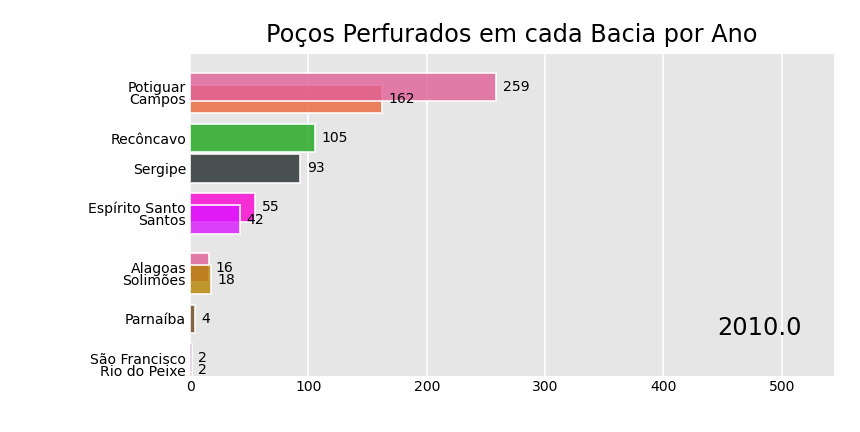 Poços Perfurados em cada Bacia por Ano
Potiguar 259
Campos 162
Recôncavo 105
Sergipe 93
Espírito Santo 55
Santos 42
Alagoas 16
Solimões 18
Parnaíba 4
2010.0
São Francisco 2
Rio do Peixe 2
0 100 200 300 400 500